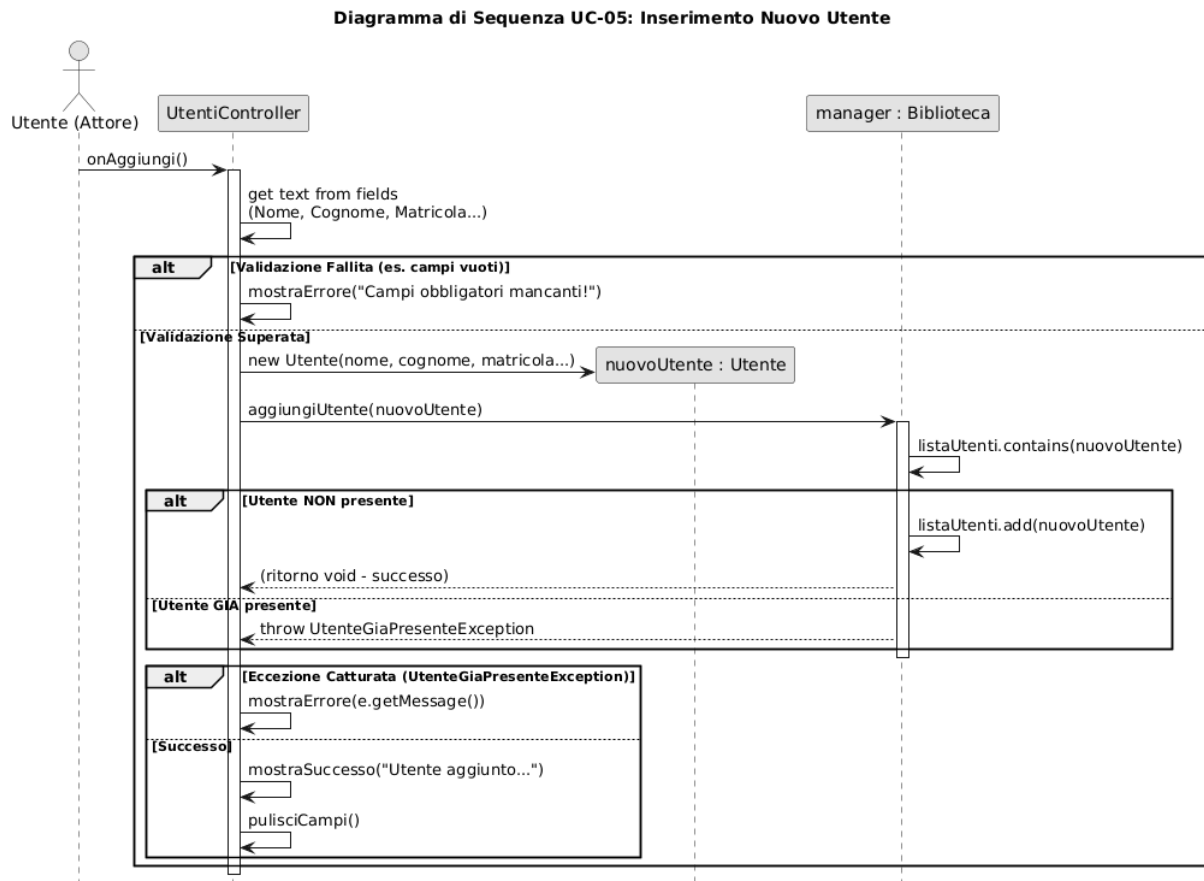 Diagramma di Sequenza UC-05: Inserimento Nuovo Utente
Utente (Attore)
UtentiController
manager : Biblioteca
onAggiungi()
get text from fields
(Nome, Cognome, Matricola...)
alt
[Validazione Fallita (es. campi vuoti)]
mostraErrore("Campi obbligatori mancanti!")
[Validazione Superata]
new Utente(nome, cognome, matricola...)
nuovoUtente : Utente
aggiungiUtente(nuovoUtente)
listaUtenti.contains(nuovoUtente)
alt
[Utente NON presente]
listaUtenti.add(nuovoUtente)
(ritorno void - successo)
[Utente GIA presente]
throw UtenteGiaPresenteException
alt
[Eccezione Catturata (UtenteGiaPresenteException)]
mostraErrore(e.getMessage())
[Successo]
mostraSuccesso("Utente aggiunto...")
pulisciCampi()